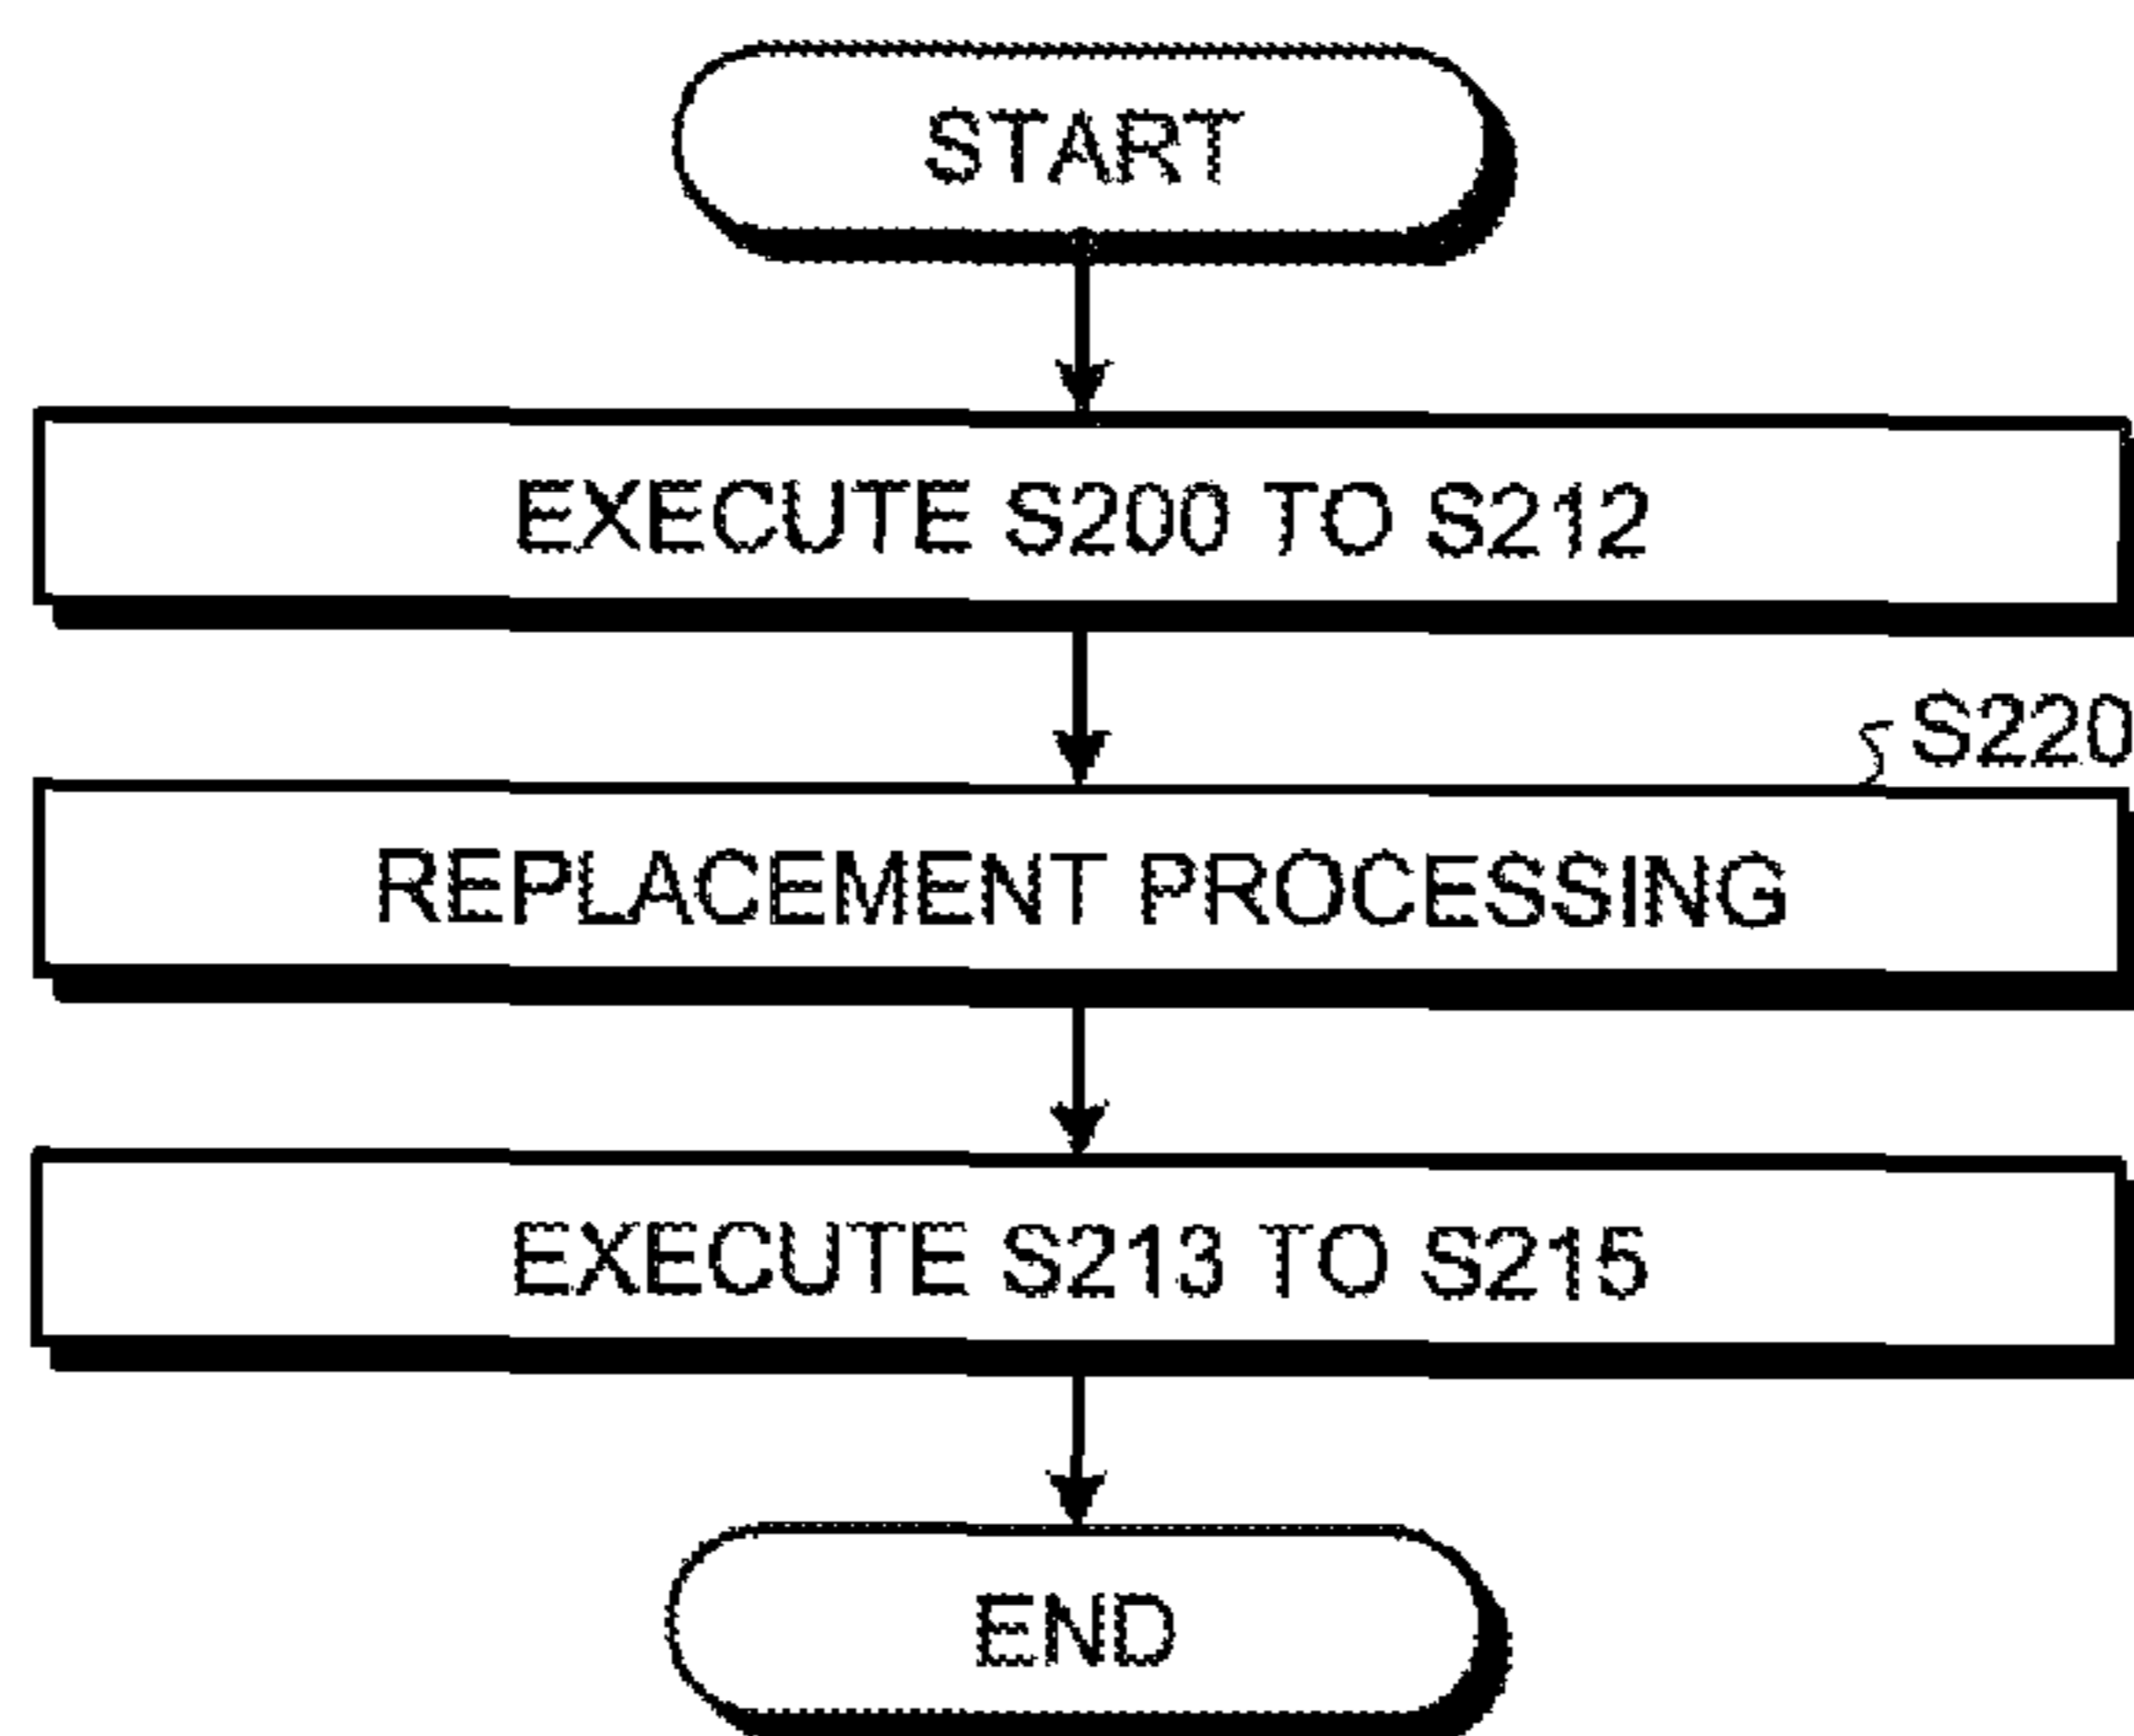 START
EXECUTE S200 TO S212
S220
REPLACEMENT PROCESSING
EXECUTE S213 TO S215
END